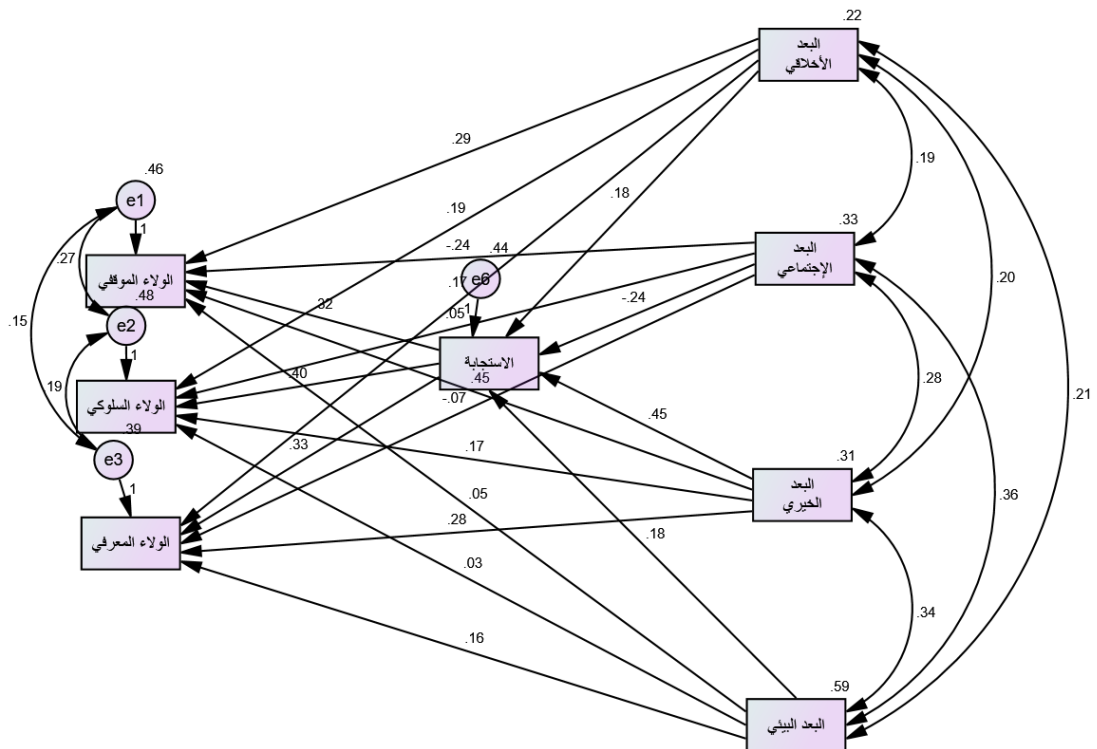 .22
البعد
الأخلاقي
.29
.19
.46
e1
.18
.19
1
.33
البعد
الإجتماعي
.27
-.24
.44
الولاء الموقفي
.17
e6
.20
.48
.32
.05
1
-.24
.15
e2
الاستجابة
1
.45
.28
.21
.19
.40
-.07
الولاء السلوكي
.45
.39
.33
.17
.31
e3
البعد
الخيري
.36
1
.05
.28
.18
الولاء المعرفي
.03
.34
.16
.59
البعد البيئي